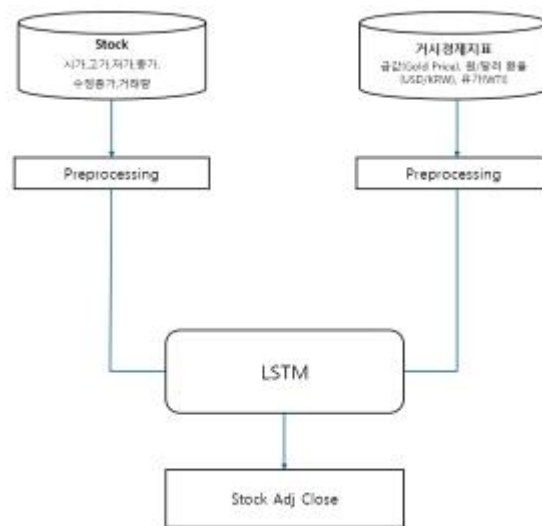 Stock
시가,고가,저가,종가,
수정종가,거래량
거시경제지표
금값(Gold Price), 원/달러 환율
(USD/KRW), 유가(WTI)
Preprocessing
Preprocessing
LSTM
Stock Adj Close